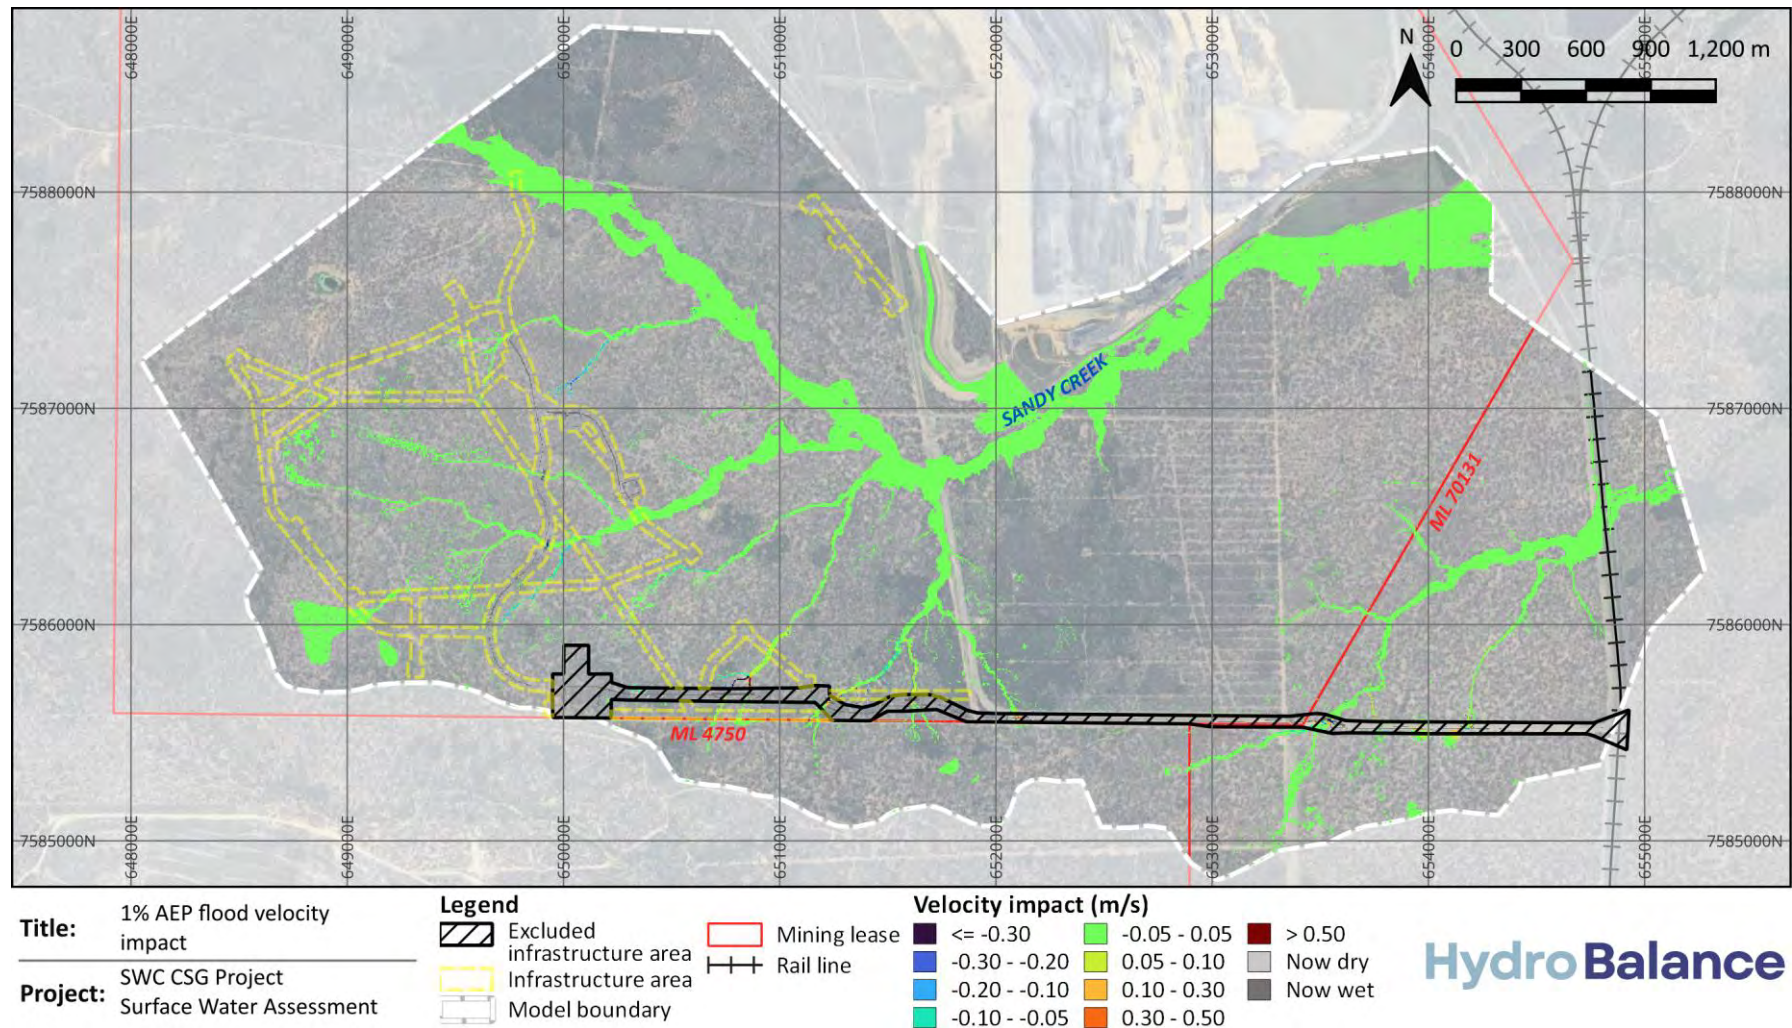 648000E 649000E 650000E 651000E 652000E 653000E 654000E 655000E
N
0 300 600 900 1,200 m
7588000N 7588000N
7587000N 7587000N
SANDY CREEK
ML 70131
7586000N 7586000N
ML 4750
7585000N 7585000N
648000E 649000E 650000E 651000E 652000E 653000E 654000E 655000E
Title:
1% AEP flood velocity
impact
Project:
SWC CSG Project
Surface Water Assessment
Legend
Excluded
infrastructure area
Infrastructure area
Model boundary
Mining lease
Rail line
Velocity impact (m/s)
<= -0.30
-0.30 - -0.20
-0.20 - -0.10
-0.10 - -0.05
-0.05 - 0.05
0.05 - 0.10
0.10 - 0.30
0.30 - 0.50
> 0.50
Now dry
Now wet
HydroBalance